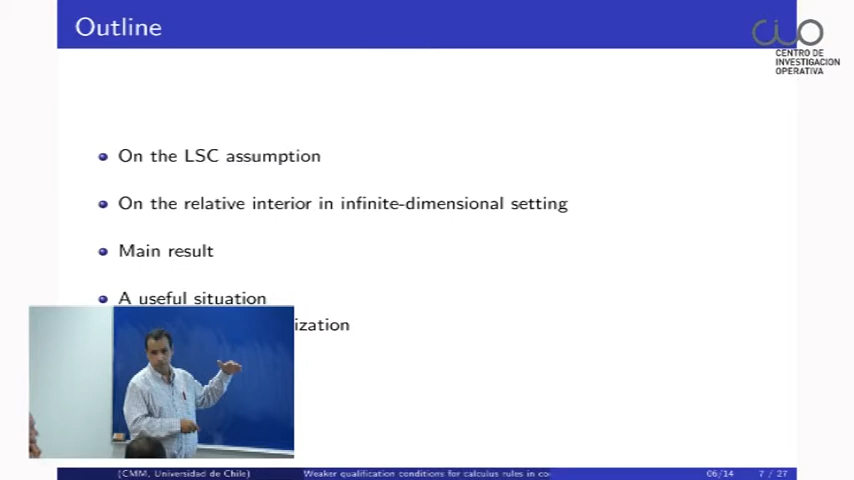 Outline
CIO
CENTRO DE
INVESTIGACION
OPERATIVA
On the LSC assumption
On the relative interior in infinite-dimensional setting
Main result
A useful situation
ization
(CMM, Universidad de Chile)
Weaker qualification conditions for calculus rules in co
06/14
7 / 27